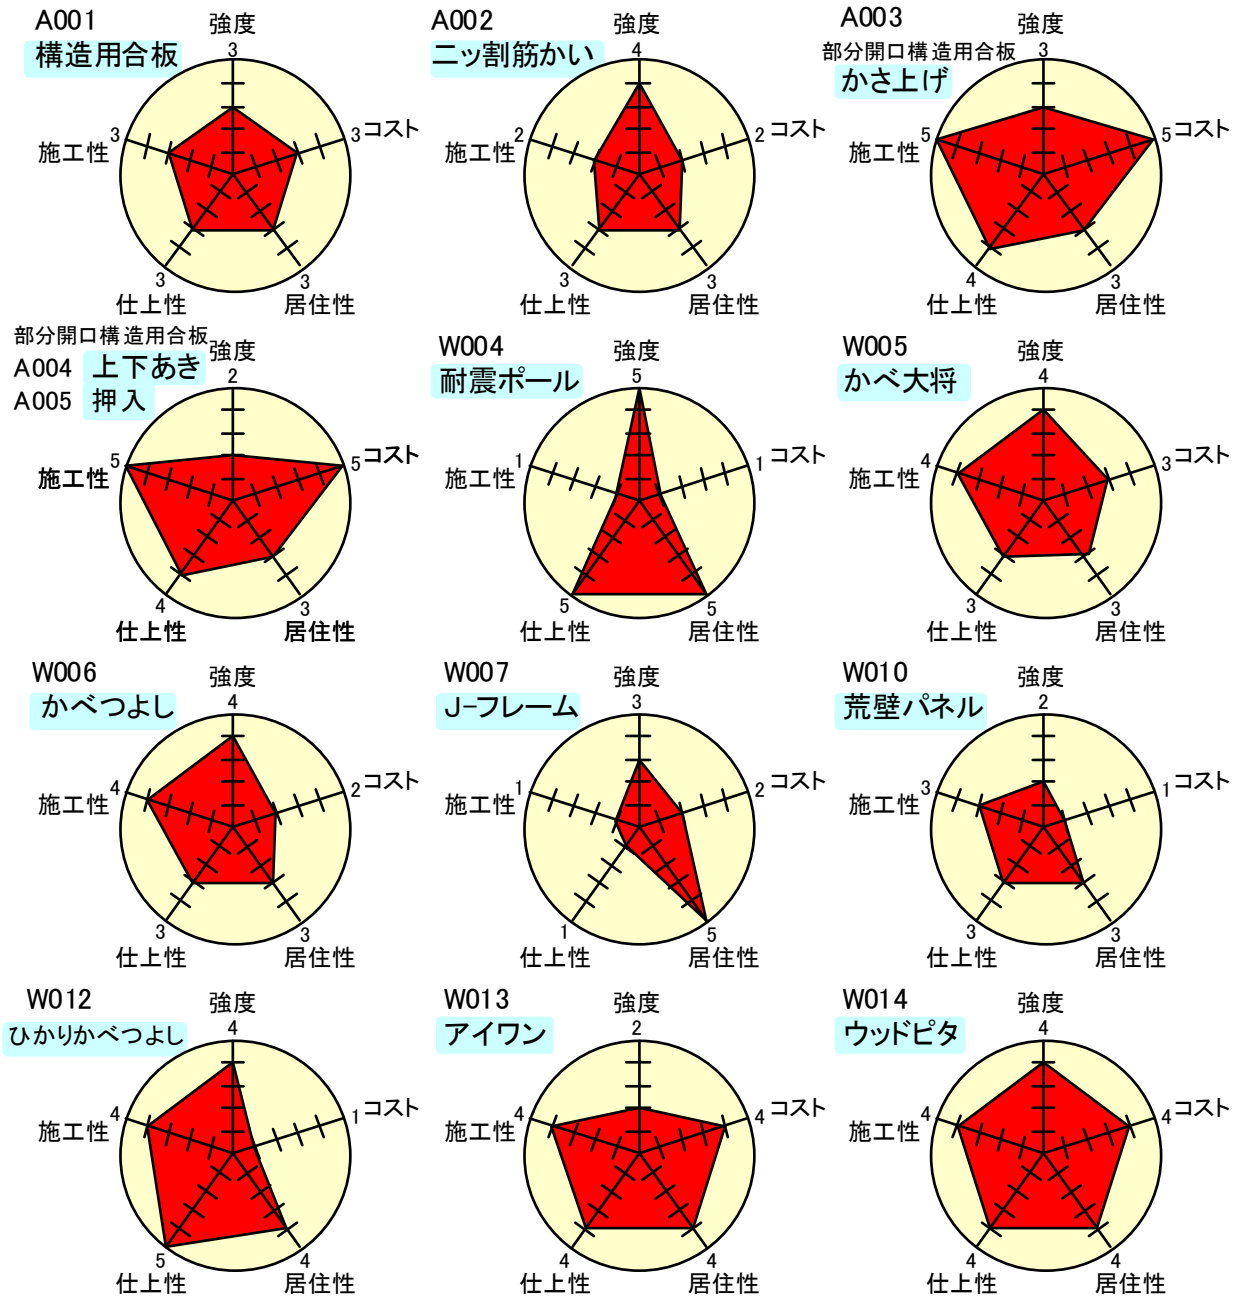 A001
構造用合板
強度
3
3
コスト
3
居住性
3
仕上性
3
施工性
A002
二ッ割筋かい
強度
4
2
コスト
3
居住性
3
仕上性
2
施工性
A003
部分開口構造用合板
かさ上げ
強度
3
5
コスト
3
居住性
4
仕上性
5
施工性
部分開口構造用合板
A004 上下あき
A005 押入
強度
2
5
コスト
3
居住性
4
仕上性
5
施工性
W004
耐震ポール
強度
5
1
コスト
5
居住性
5
仕上性
1
施工性
W005
かべ大将
強度
4
3
コスト
3
居住性
3
仕上性
4
施工性
W006
かべつよし
強度
4
2
コスト
3
居住性
3
仕上性
4
施工性
W007
J-フレーム
強度
3
2
コスト
5
居住性
1
仕上性
1
施工性
W010
荒壁パネル
強度
2
1
コスト
3
居住性
3
仕上性
3
施工性
W012
ひかりかべつよし
強度
4
1
コスト
4
居住性
5
仕上性
4
施工性
W013
アイワン
強度
2
4
コスト
4
居住性
4
仕上性
4
施工性
W014
ウッドピタ
強度
4
4
コスト
4
居住性
4
仕上性
4
施工性